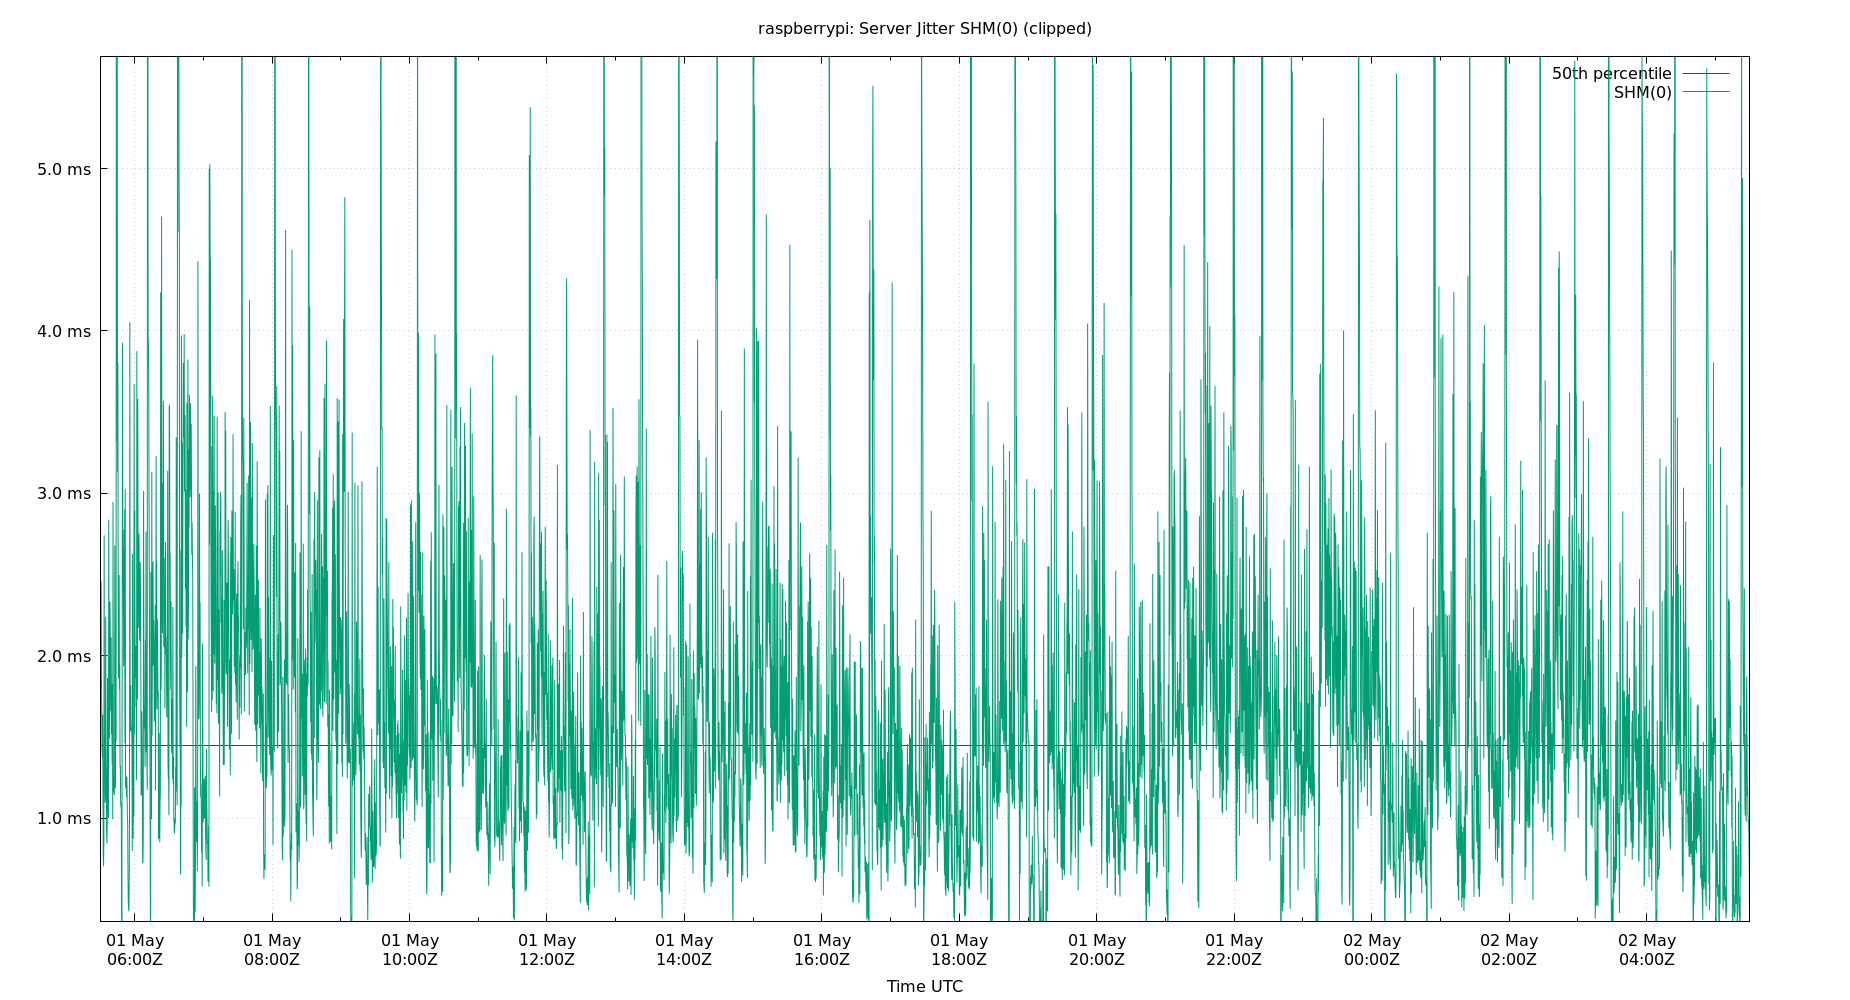 raspberrypi: Server Jitter SHM(0) (clipped)
50th percentile
SHM(0)
5.0 ms
4.0 ms
3.0 ms
2.0 ms
1.0 ms
01 May 01 May 01 May 01 May 01 May 01 May 01 May 01 May 01 May 02 May 02 May 02 May
06:00Z 08:00Z 10:00Z 12:00Z 14:00Z 16:00Z 18:00Z 20:00Z 22:00Z 00:00Z 02:00Z 04:00Z
Time UTC